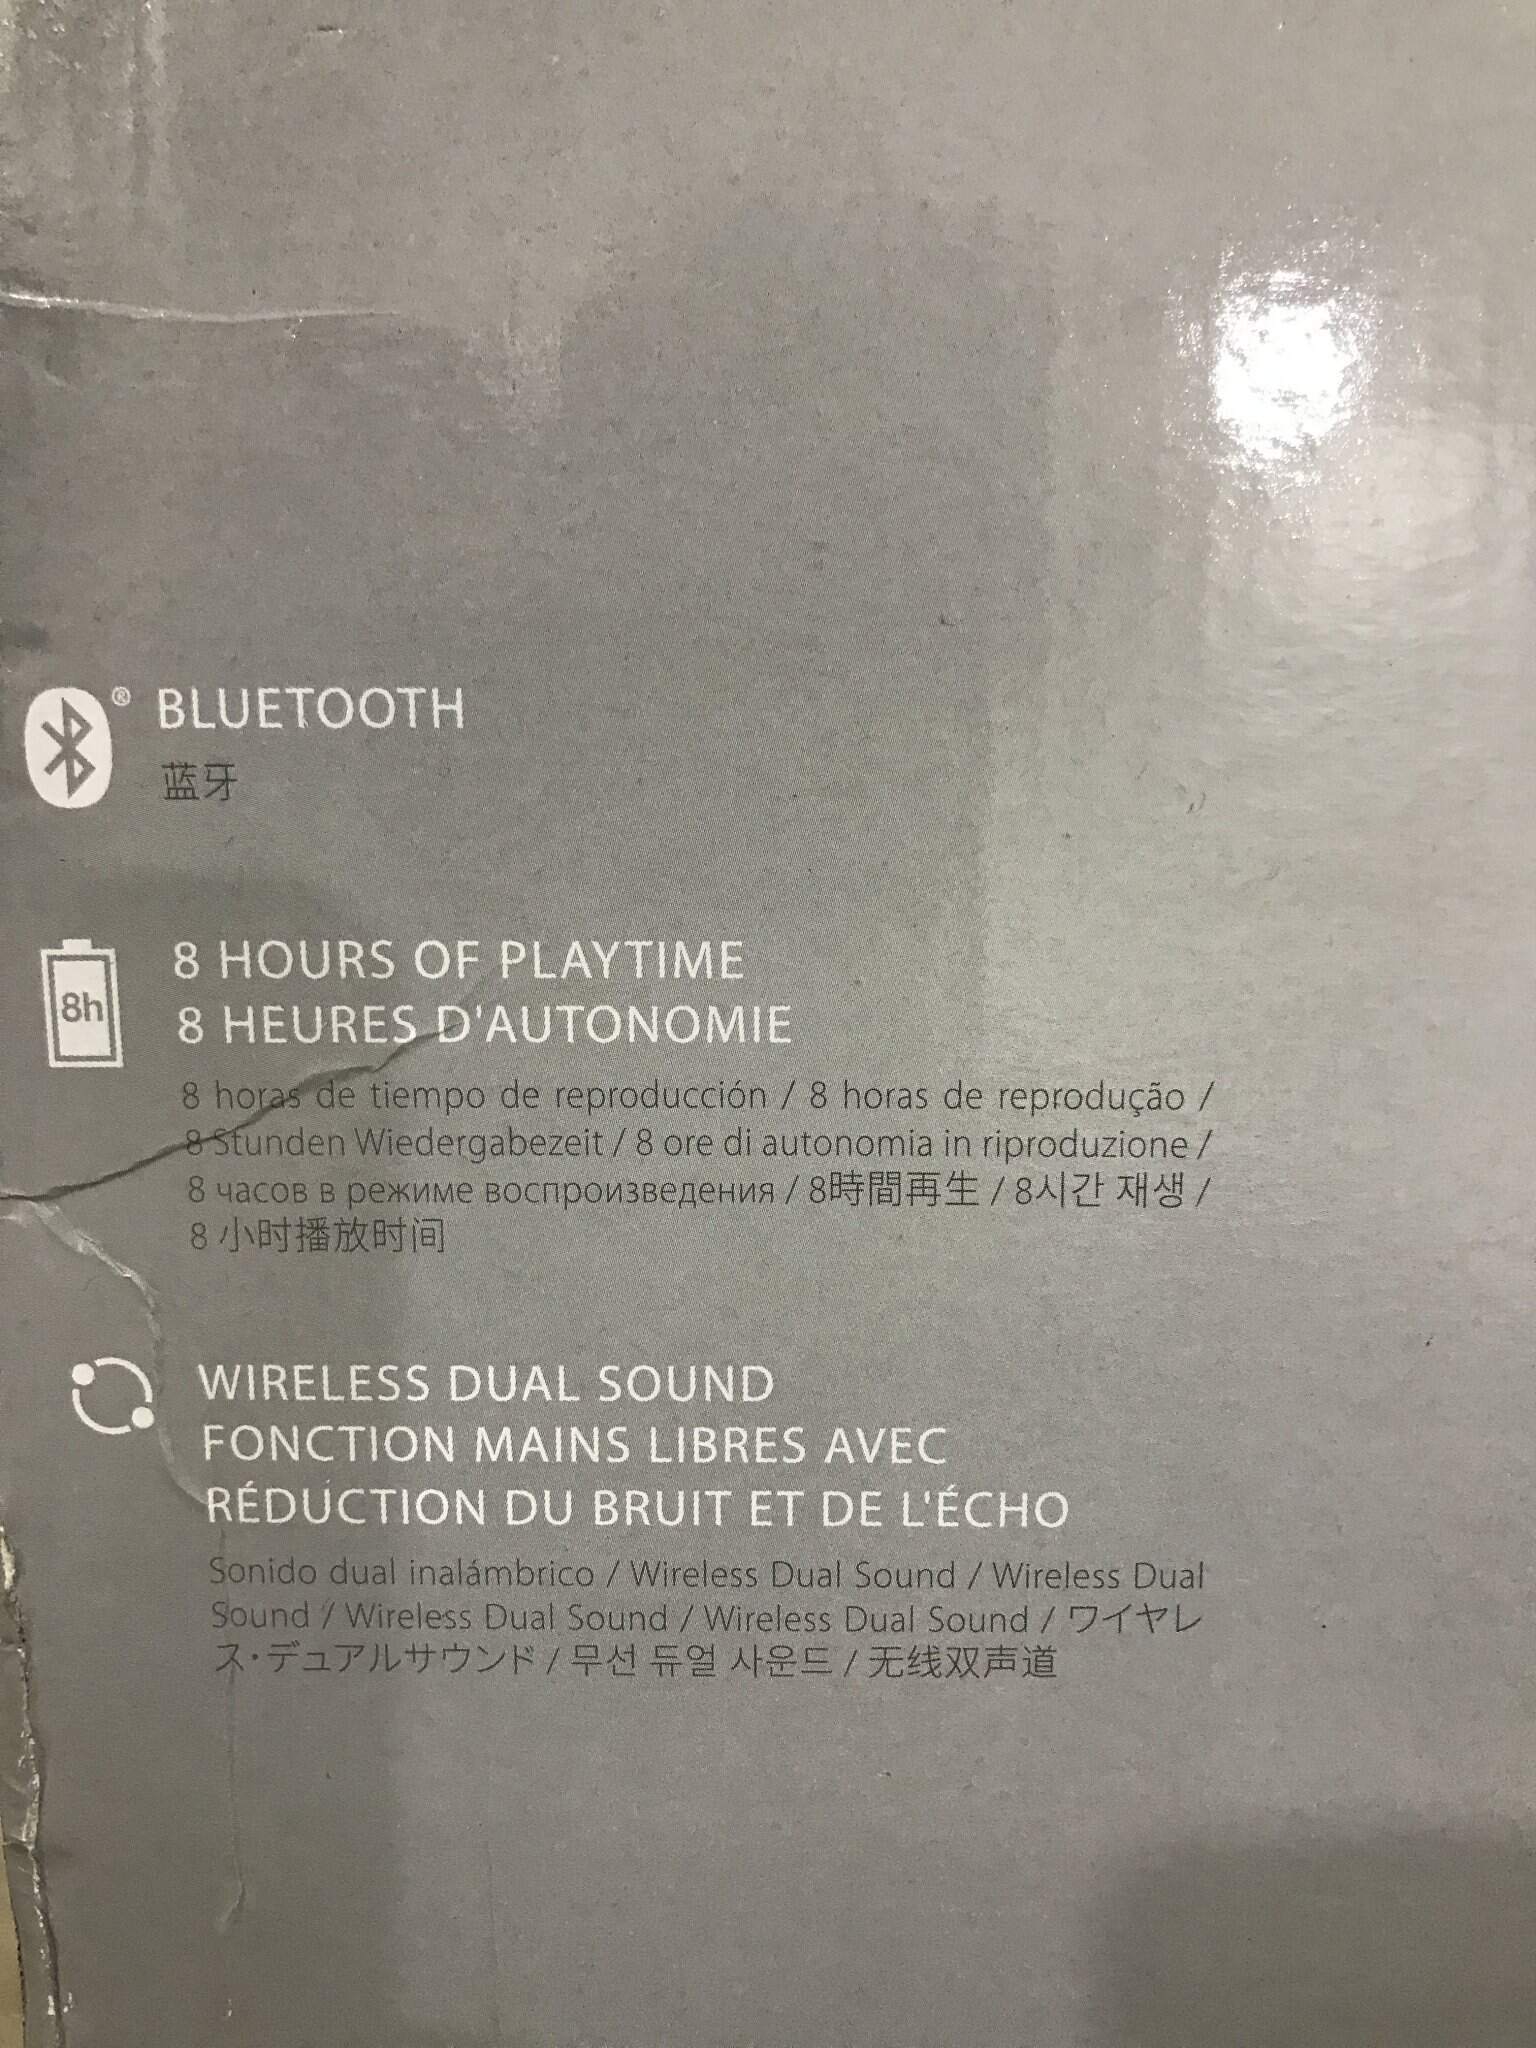 ® BLUETOOTH
蓝牙
8h
8 HOURS OF PLAYTIME
8 HEURES D'AUTONOMIE
8 horas de tiempo de reproducción / 8 horas de reprodução /
8 Stunden Wiedergabezeit / 8 ore di autonomia in riproduzione /
8 часов в режиме воспроизведения / 8時間再生 / 8시간 재생 /
8 小时播放时间
WIRELESS DUAL SOUND
FONCTION MAINS LIBRES AVEC
RÉDUCTION DU BRUIT ET DE L'ÉCHO
Sonido dual inalámbrico / Wireless Dual Sound / Wireless Dual
Sound / Wireless Dual Sound / Wireless Dual Sound / ワイヤレ
ス・デュアルサウンド / 무선 듀얼 사운드 / 无线双声道